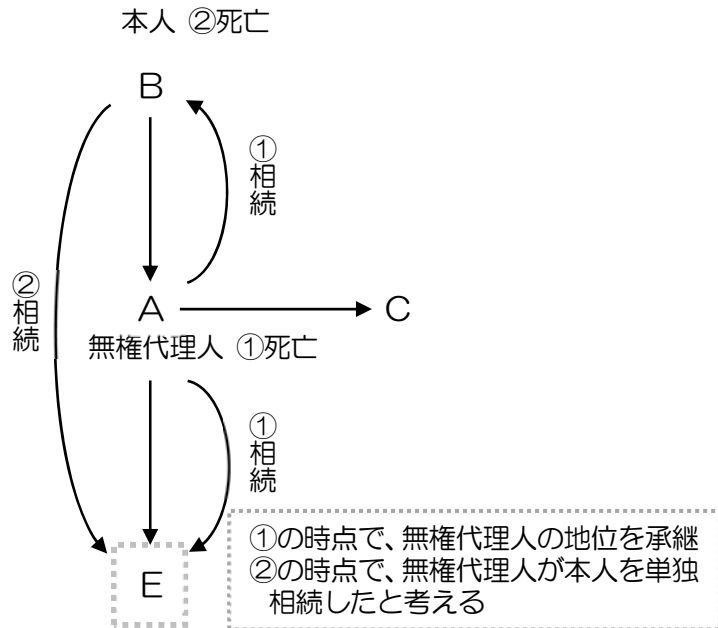 本人 ②死亡
B
①相続
②相続
A
C
無権代理人 ①死亡
①相続
E
①の時点で、無権代理人の地位を承継
②の時点で、無権代理人が本人を単独
相続したと考える